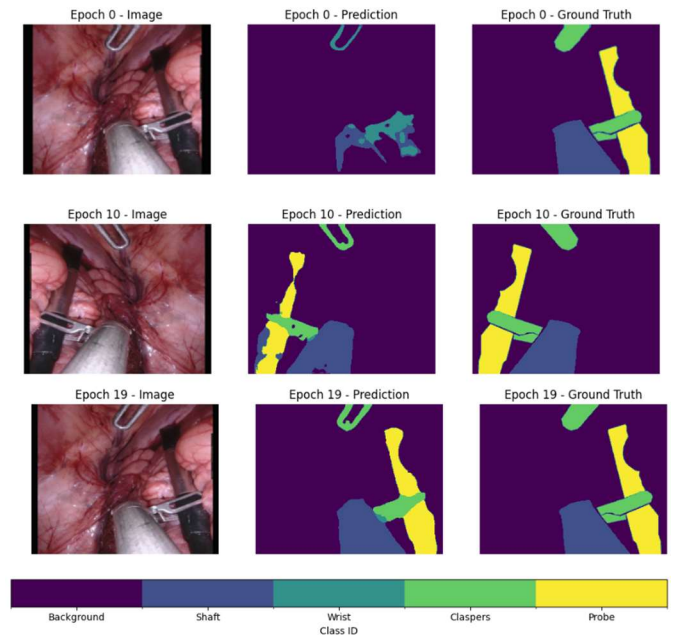 Epoch 0 - Image
Epoch 0 - Prediction
Epoch 0 - Ground Truth
Epoch 10 - Image
Epoch 10 - Prediction
Epoch 10 - Ground Truth
Epoch 19 - Image
Epoch 19 - Prediction
Epoch 19 - Ground Truth
Background
Shaft
Wrist
Claspers
Probe
Class ID